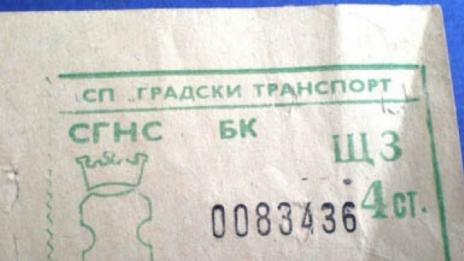 СП „ГРАДСКИ ТРАНСПОРТ
СГНС БК ЩЗ
0083436 4 СТ.